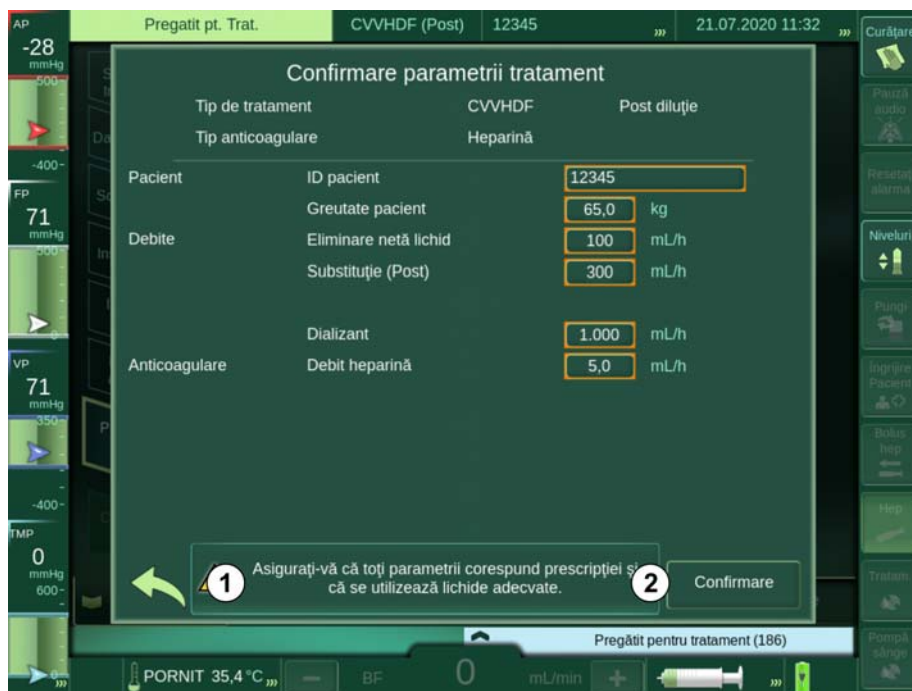 AP
Pregatit pt. Trat.
CVVHDF (Post)
12345
21.07.2020 11:32
-28
mmHg
500-
-400-
FP
71
mmHg
500-
VP
71
mmHg
350-
-400-
TMP
0
mmHg
600-
Confirmare parametrii tratament
Tip de tratament CVVHDF Post diluție
Tip anticoagulare Heparină
Pacient ID pacient 12345
Greutate pacient 65,0 kg
Debite Eliminare netă lichid 100 mL/h
Substituție (Post) 300 mL/h
Dializant 1.000 mL/h
Anticoagulare Debit heparină 5,0 mL/h
1 Asigurați-vă că toți parametrii corespund prescripției și
că se utilizează lichide adecvate.
2 Confirmare
Pregătit pentru tratament (186)
PORNIT 35,4 °C
BF 0 mL/min
Curățare
Pauză
audio
Resetați
alarma
Niveluri
Pungi
Îngrijire
Pacient
Bolus
hep
Hep
Tratam
Pompă
sânge